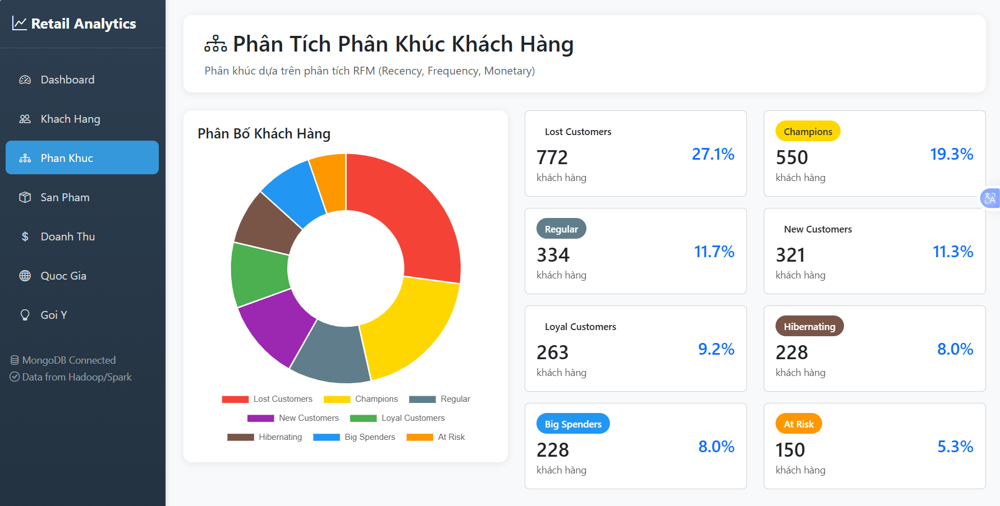 Retail Analytics
Dashboard
Khach Hang
Phan Khuc
San Pham
$ Doanh Thu
Quoc Gia
Goi Y
MongoDB Connected
Data from Hadoop/Spark
Phân Tích Phân Khúc Khách Hàng
Phân khúc dựa trên phân tích RFM (Recency, Frequency, Monetary)
Phân Bố Khách Hàng
Lost Customers Champions Regular
New Customers Loyal Customers
Hibernating Big Spenders At Risk
Lost Customers
772 27.1%
khách hàng
Champions
550 19.3%
khách hàng
Regular
334 11.7%
khách hàng
New Customers
321 11.3%
khách hàng
Loyal Customers
263 9.2%
khách hàng
Hibernating
228 8.0%
khách hàng
Big Spenders
228 8.0%
khách hàng
At Risk
150 5.3%
khách hàng